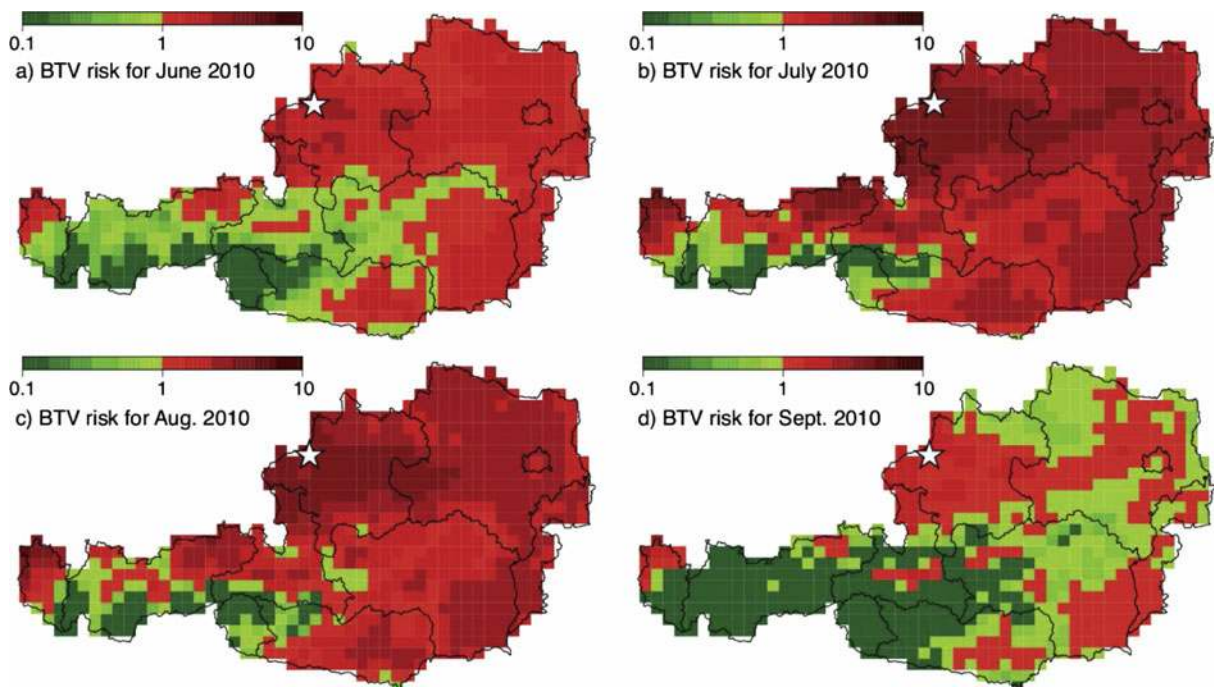 0.1 1 10
a) BTV risk for June 2010
0.1 1 10
b) BTV risk for July 2010
0.1 1 10
c) BTV risk for Aug. 2010
0.1 1 10
d) BTV risk for Sept. 2010